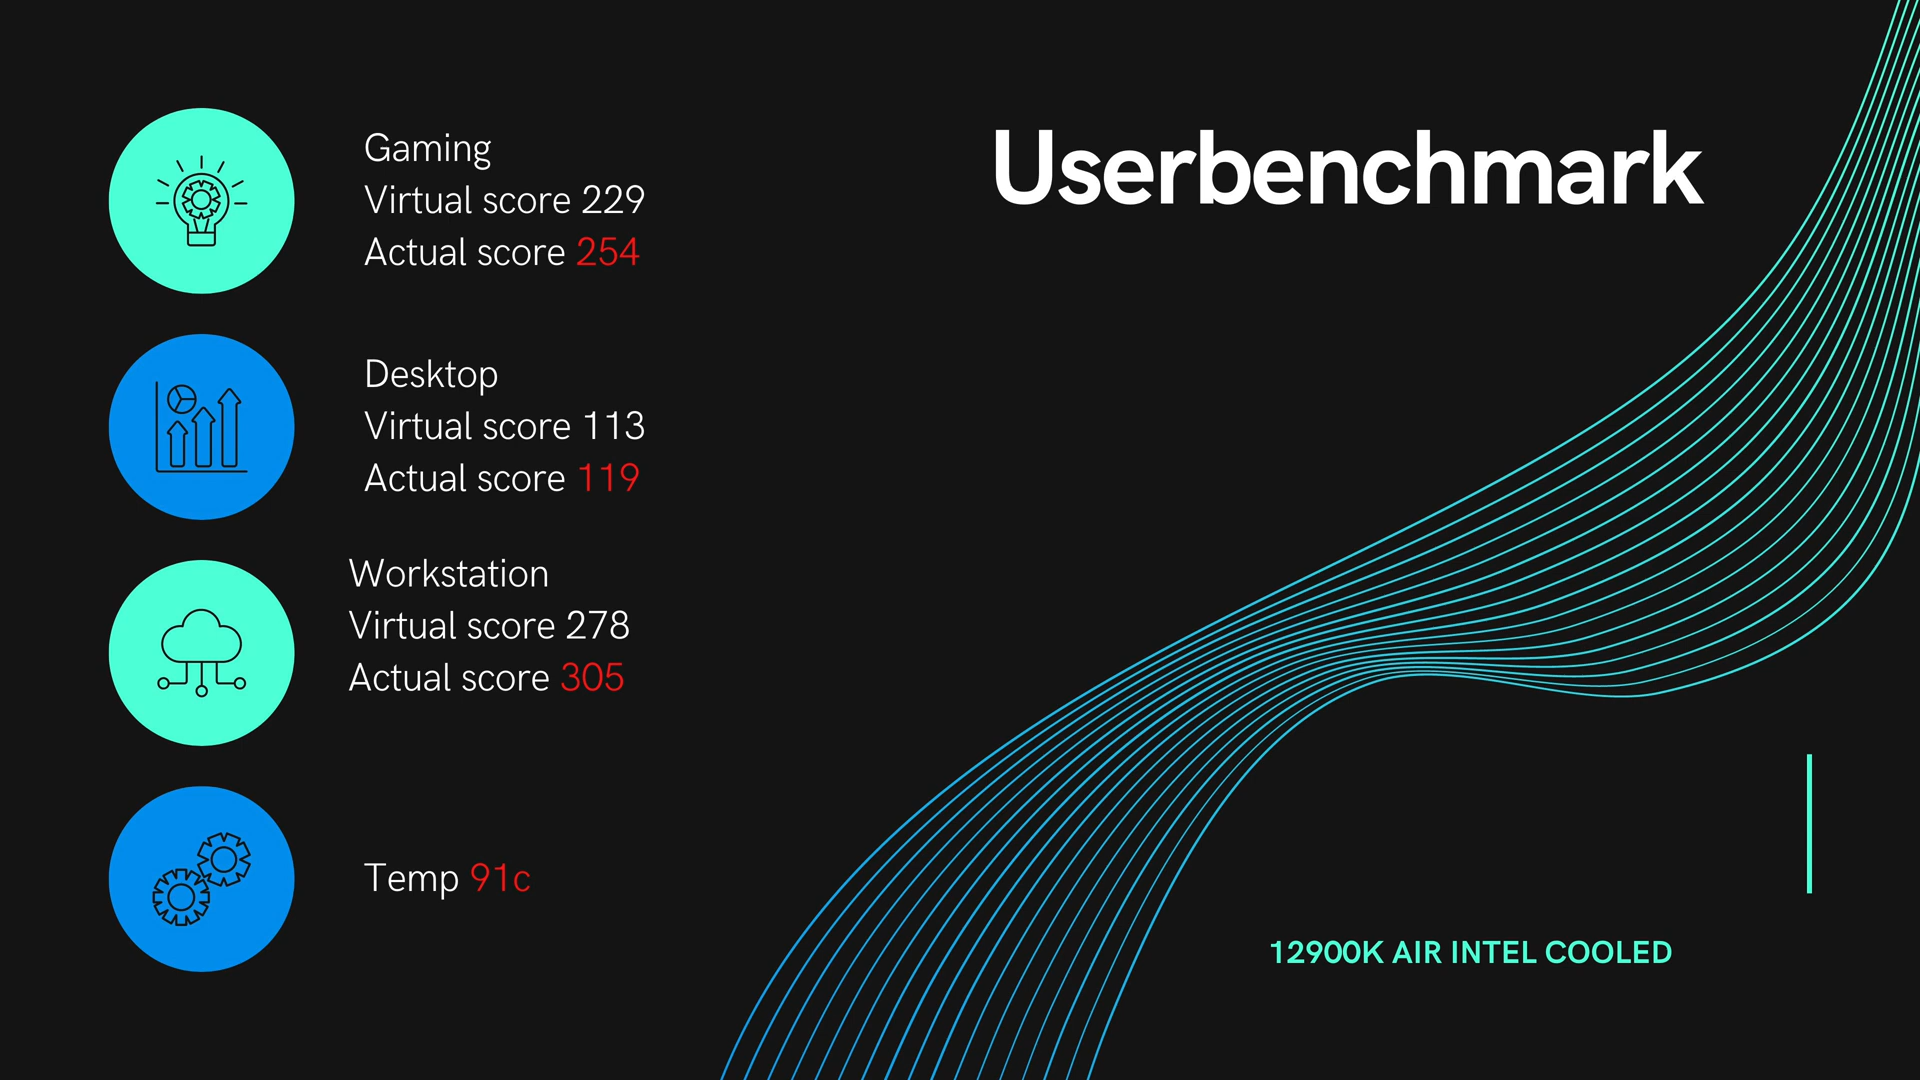 Userbenchmark
Gaming
Virtual score 229
Actual score 254
Desktop
Virtual score 113
Actual score 119
Workstation
Virtual score 278
Actual score 305
Temp 91c
12900K AIR INTEL COOLED